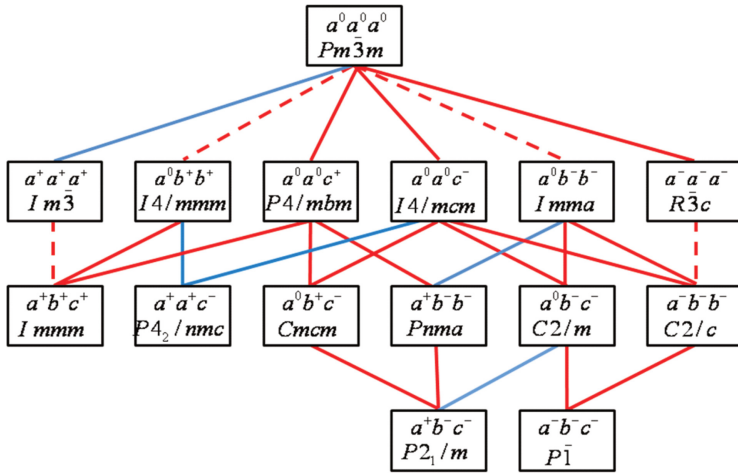 a⁰a⁰a⁰
Pm3̄m
a⁺a⁺a⁺
Im3̄
a⁰b⁺b⁺
I4/mmm
a⁰a⁰c⁺
P4/mbm
a⁰a⁰c⁻
I4/mcm
a⁰b⁻b⁻
Imma
a⁻a⁻a⁻
R3̄c
a⁺b⁺c⁺
Immm
a⁺a⁺c⁻
P4₂/nmc
a⁰b⁺c⁻
Cmcm
a⁺b⁻b⁻
Pnma
a⁰b⁻c⁻
C2/m
a⁻b⁻b⁻
C2/c
a⁺b⁻c⁻
P2₁/m
a⁻b⁻c⁻
P1̄